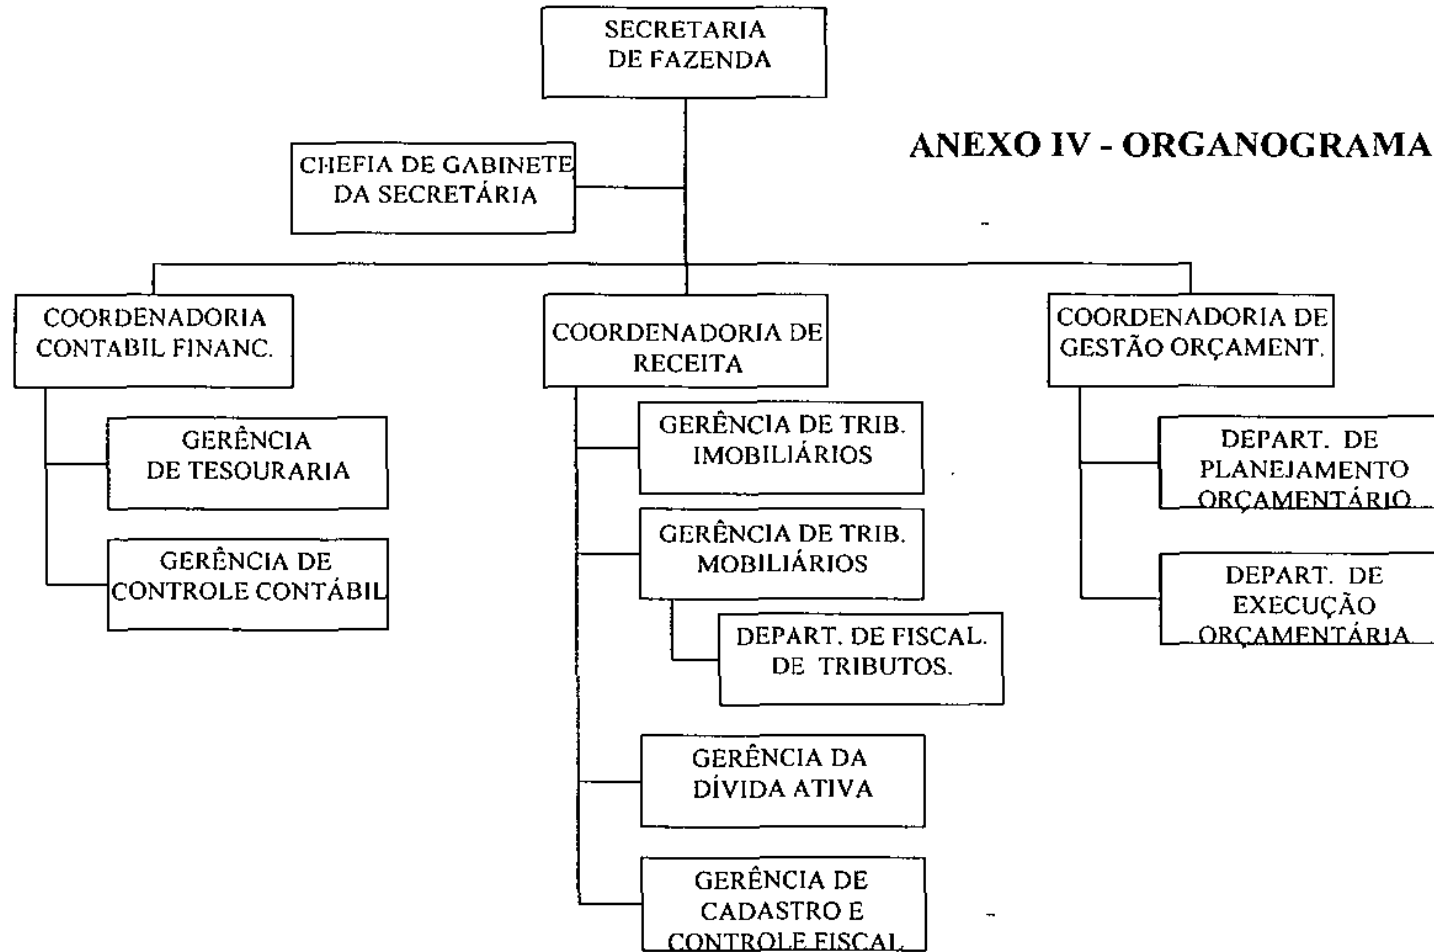 SECRETARIA
DE FAZENDA
ANEXO IV - ORGANOGRAMA
CHEFIA DE GABINETE
DA SECRETÁRIA
COORDENADORIA
CONTABIL FINANC.
GERÊNCIA
DE TESOURARIA
GERÊNCIA DE
CONTROLE CONTÁBIL
COORDENADORIA DE
RECEITA
GERÊNCIA DE TRIB.
IMOBILIÁRIOS
GERÊNCIA DE TRIB.
MOBILIÁRIOS
DEPART. DE FISCAL.
DE TRIBUTOS.
GERÊNCIA DA
DÍVIDA ATIVA
GERÊNCIA DE
CADASTRO E
CONTROLE FISCAL
COORDENADORIA DE
GESTÃO ORÇAMENT.
DEPART. DE
PLANEJAMENTO
ORÇAMENTÁRIO
DEPART. DE
EXECUÇÃO
ORÇAMENTÁRIA